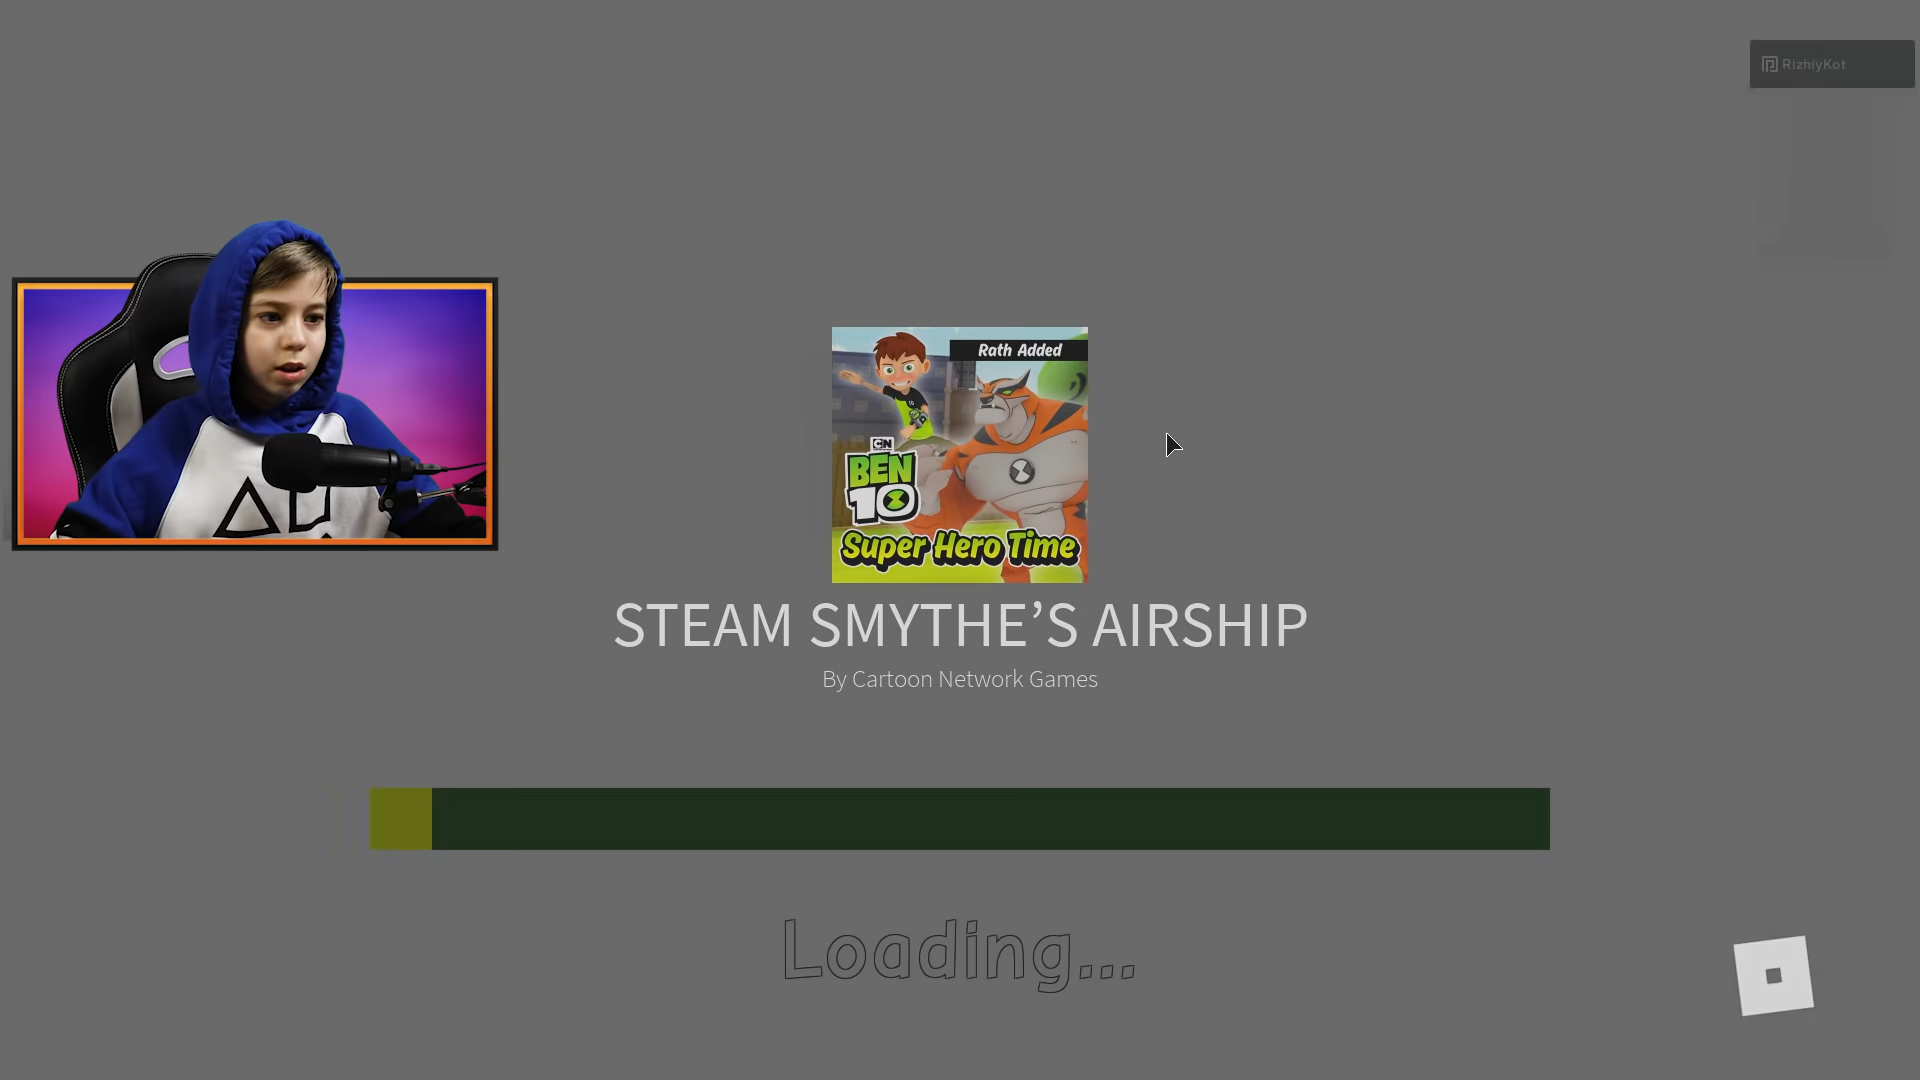 RizhiyKot
Rath Added
CN
BEN
10
Super Hero Time
STEAM SMYTHE’S AIRSHIP
By Cartoon Network Games
Loading...